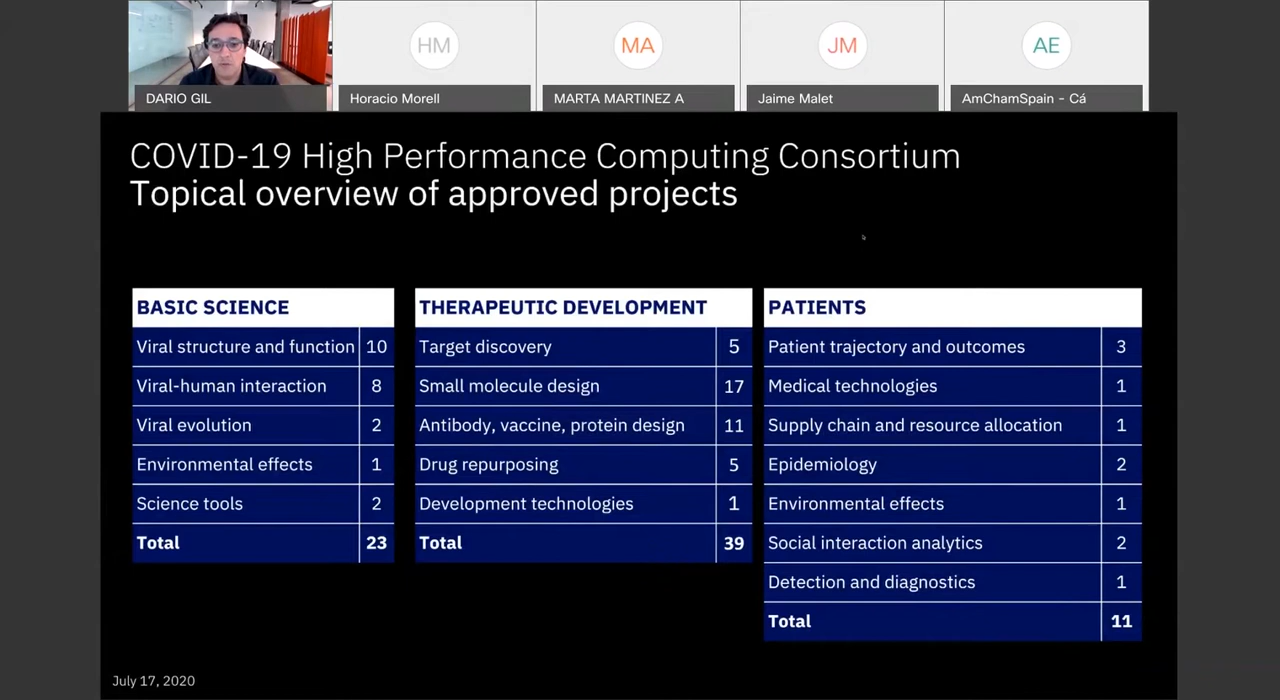 HM
MA
JM
AE
DARIO GIL
Horacio Morell
MARTA MARTINEZ A
Jaime Malet
AmChamSpain - Cá
COVID-19 High Performance Computing Consortium
Topical overview of approved projects
BASIC SCIENCE
Viral structure and function 10
Viral-human interaction 8
Viral evolution 2
Environmental effects 1
Science tools 2
Total 23
THERAPEUTIC DEVELOPMENT
Target discovery 5
Small molecule design 17
Antibody, vaccine, protein design 11
Drug repurposing 5
Development technologies 1
Total 39
PATIENTS
Patient trajectory and outcomes 3
Medical technologies 1
Supply chain and resource allocation 1
Epidemiology 2
Environmental effects 1
Social interaction analytics 2
Detection and diagnostics 1
Total 11
July 17, 2020